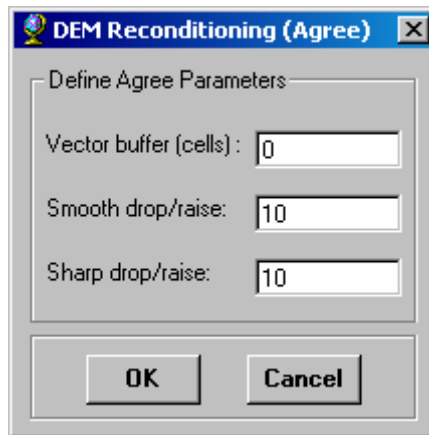 DEM Reconditioning (Agree)
Define Agree Parameters
Vector buffer (cells) : 0
Smooth drop/raise: 10
Sharp drop/raise: 10
OK Cancel